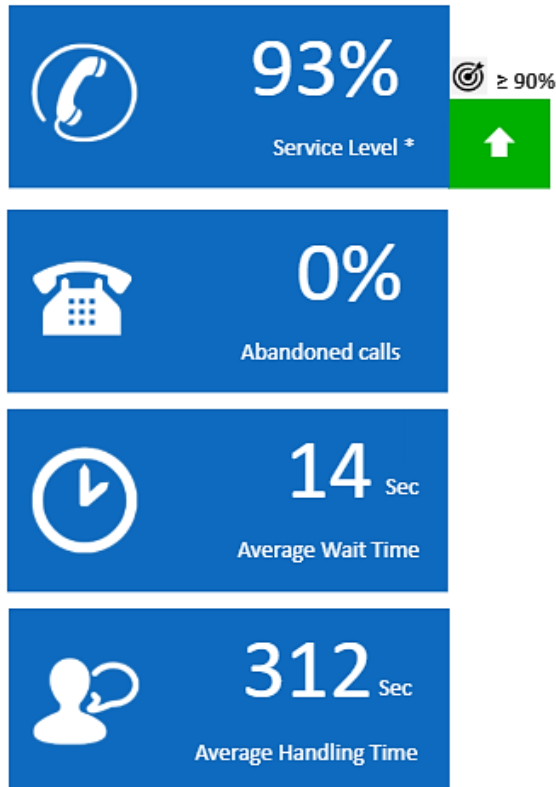 93%
≥ 90%
Service Level *
0%
Abandoned calls
14 Sec
Average Wait Time
312 Sec
Average Handling Time